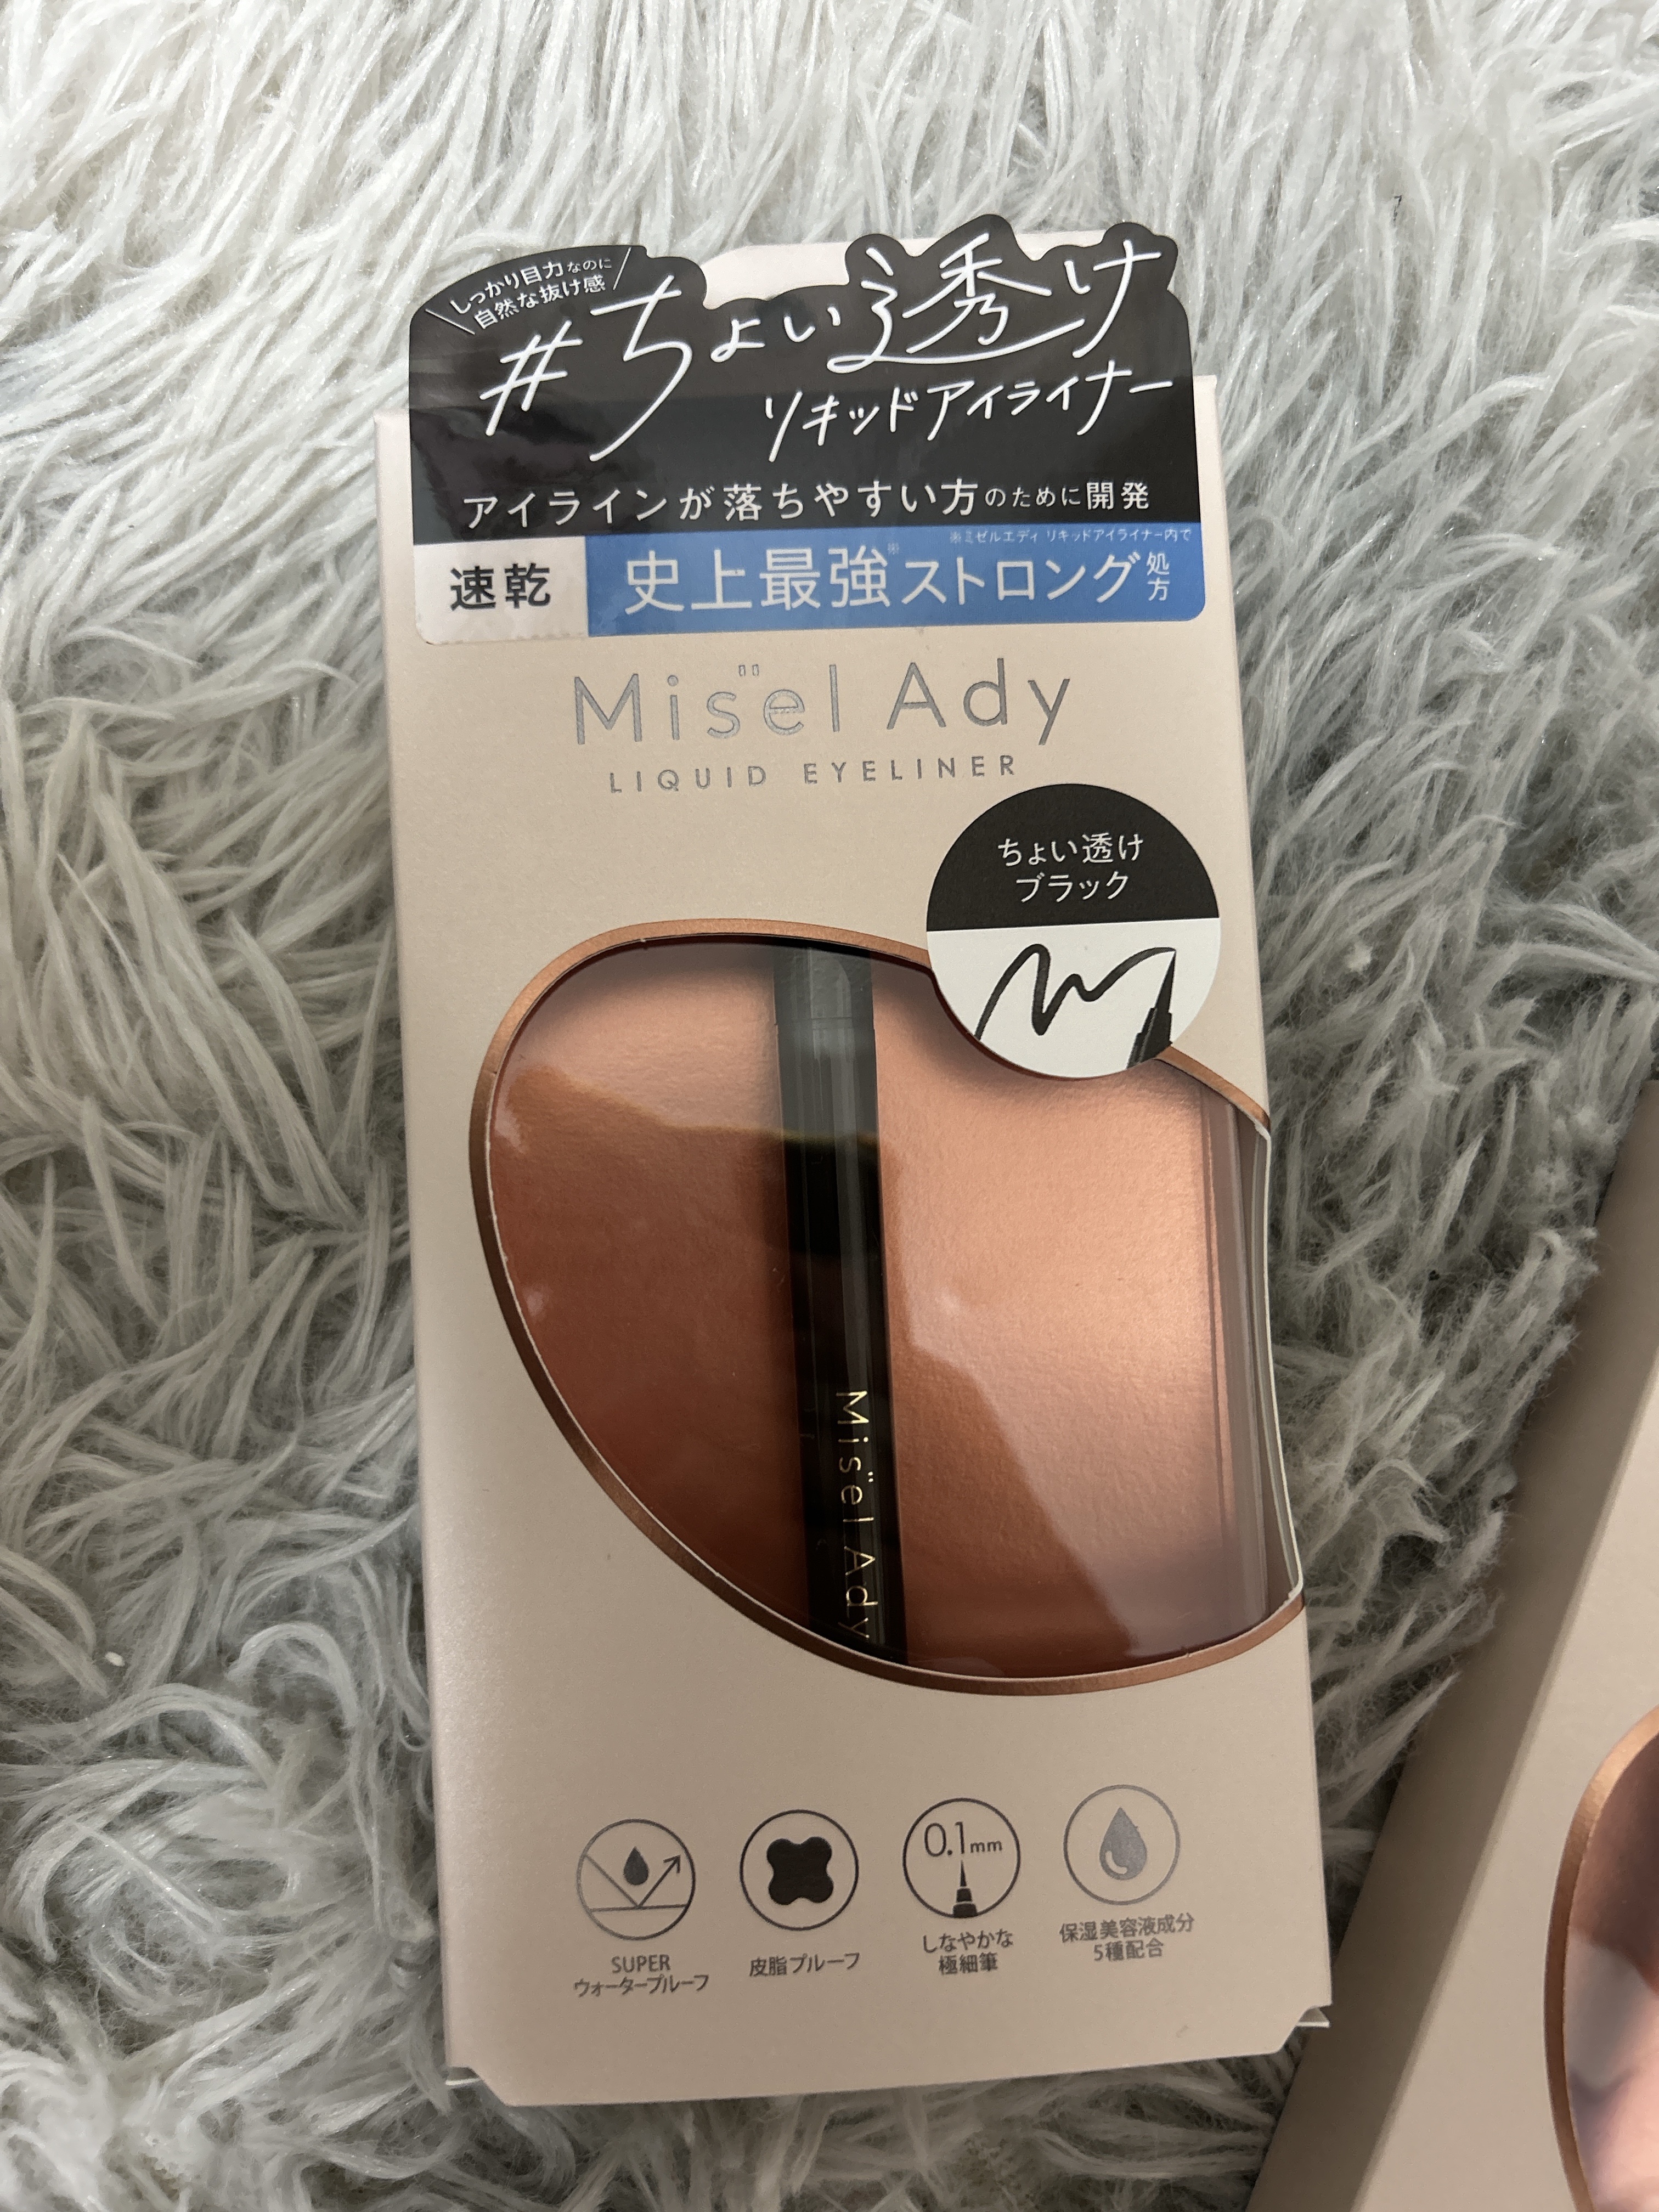 しっかり目力なのに
自然な抜け感
#ちょい透け
リキッドアイライナー
アイラインが落ちやすい方のために開発
※ミゼルエディ リキッドアイライナー内で
速乾 史上最強※ストロング処方
Misël Ady
LIQUID EYELINER
ちょい透け
ブラック
Misël Ady
SUPER
ウォータープルーフ
皮脂プルーフ
0.1mm
しなやかな
極細筆
保湿美容液成分
5種配合